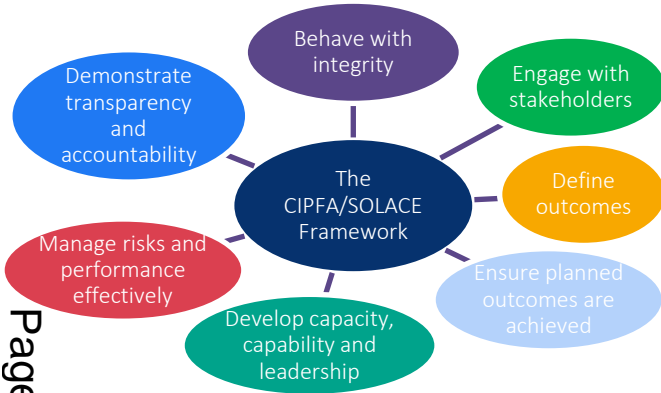 Behave with
integrity
Engage with
stakeholders
Define
outcomes
Ensure planned
outcomes are
achieved
Develop capacity,
capability and
leadership
Manage risks and
performance
effectively
Demonstrate
transparency
and
accountability
The
CIPFA/SOLACE
Framework
Page